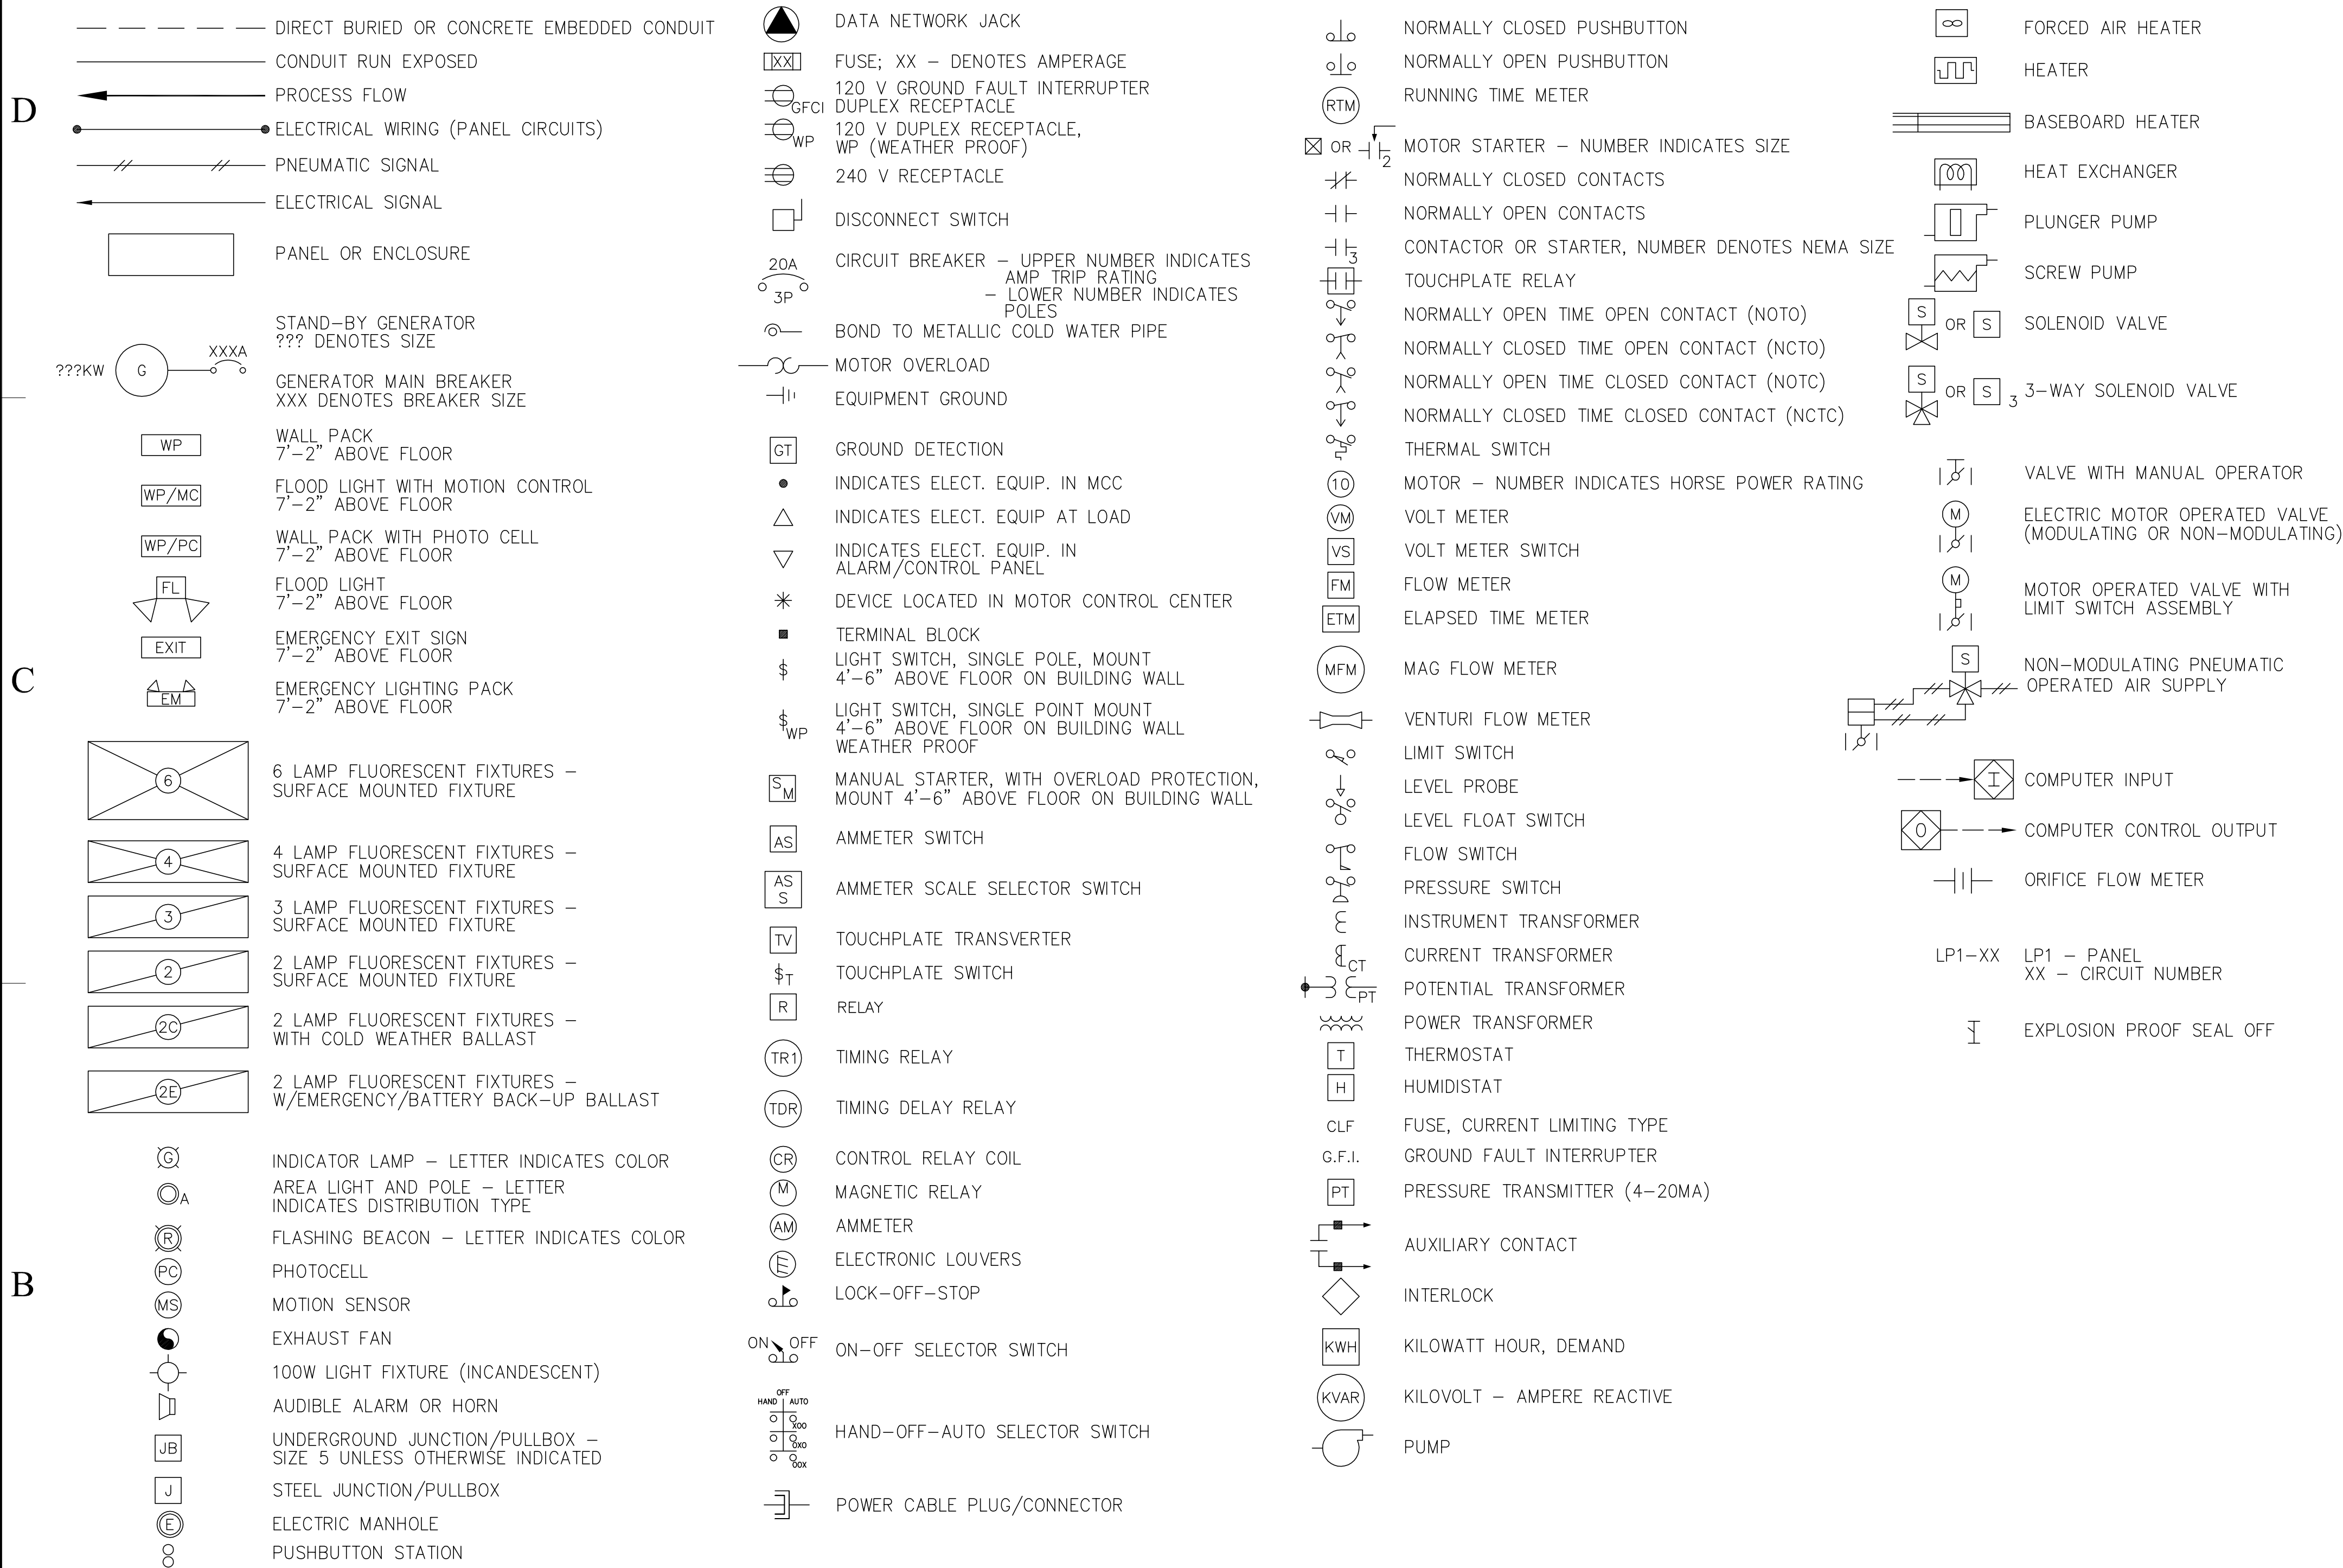 D
C
B
DIRECT BURIED OR CONCRETE EMBEDDED CONDUIT
CONDUIT RUN EXPOSED
PROCESS FLOW
ELECTRICAL WIRING (PANEL CIRCUITS)
PNEUMATIC SIGNAL
ELECTRICAL SIGNAL
PANEL OR ENCLOSURE
STAND-BY GENERATOR
??? DENOTES SIZE
???KW G XXXA
GENERATOR MAIN BREAKER
XXX DENOTES BREAKER SIZE
WP WALL PACK
7'-2" ABOVE FLOOR
WP/MC FLOOD LIGHT WITH MOTION CONTROL
7'-2" ABOVE FLOOR
WP/PC WALL PACK WITH PHOTO CELL
7'-2" ABOVE FLOOR
FL FLOOD LIGHT
7'-2" ABOVE FLOOR
EXIT EMERGENCY EXIT SIGN
7'-2" ABOVE FLOOR
EM EMERGENCY LIGHTING PACK
7'-2" ABOVE FLOOR
6 6 LAMP FLUORESCENT FIXTURES -
SURFACE MOUNTED FIXTURE
4 4 LAMP FLUORESCENT FIXTURES -
SURFACE MOUNTED FIXTURE
3 3 LAMP FLUORESCENT FIXTURES -
SURFACE MOUNTED FIXTURE
2 2 LAMP FLUORESCENT FIXTURES -
SURFACE MOUNTED FIXTURE
2C 2 LAMP FLUORESCENT FIXTURES -
WITH COLD WEATHER BALLAST
2E 2 LAMP FLUORESCENT FIXTURES -
W/EMERGENCY/BATTERY BACK-UP BALLAST
G INDICATOR LAMP - LETTER INDICATES COLOR
A AREA LIGHT AND POLE - LETTER
INDICATES DISTRIBUTION TYPE
R FLASHING BEACON - LETTER INDICATES COLOR
PC PHOTOCELL
MS MOTION SENSOR
EXHAUST FAN
100W LIGHT FIXTURE (INCANDESCENT)
AUDIBLE ALARM OR HORN
JB UNDERGROUND JUNCTION/PULLBOX -
SIZE 5 UNLESS OTHERWISE INDICATED
J STEEL JUNCTION/PULLBOX
E ELECTRIC MANHOLE
PUSHBUTTON STATION
DATA NETWORK JACK
XX FUSE; XX - DENOTES AMPERAGE
GFCI 120 V GROUND FAULT INTERRUPTER
DUPLEX RECEPTACLE
WP 120 V DUPLEX RECEPTACLE,
WP (WEATHER PROOF)
240 V RECEPTACLE
DISCONNECT SWITCH
20A CIRCUIT BREAKER - UPPER NUMBER INDICATES
AMP TRIP RATING
3P - LOWER NUMBER INDICATES
POLES
BOND TO METALLIC COLD WATER PIPE
MOTOR OVERLOAD
EQUIPMENT GROUND
GT GROUND DETECTION
INDICATES ELECT. EQUIP. IN MCC
INDICATES ELECT. EQUIP AT LOAD
INDICATES ELECT. EQUIP. IN
ALARM/CONTROL PANEL
DEVICE LOCATED IN MOTOR CONTROL CENTER
TERMINAL BLOCK
$ LIGHT SWITCH, SINGLE POLE, MOUNT
4'-6" ABOVE FLOOR ON BUILDING WALL
$WP LIGHT SWITCH, SINGLE POINT MOUNT
4'-6" ABOVE FLOOR ON BUILDING WALL
WEATHER PROOF
SM MANUAL STARTER, WITH OVERLOAD PROTECTION,
MOUNT 4'-6" ABOVE FLOOR ON BUILDING WALL
AS AMMETER SWITCH
AS
S AMMETER SCALE SELECTOR SWITCH
TV TOUCHPLATE TRANSVERTER
$T TOUCHPLATE SWITCH
R RELAY
TR1 TIMING RELAY
TDR TIMING DELAY RELAY
CR CONTROL RELAY COIL
M MAGNETIC RELAY
AM AMMETER
ELECTRONIC LOUVERS
LOCK-OFF-STOP
ON OFF ON-OFF SELECTOR SWITCH
OFF
HAND AUTO
XOO
OXO
OOX
HAND-OFF-AUTO SELECTOR SWITCH
POWER CABLE PLUG/CONNECTOR
NORMALLY CLOSED PUSHBUTTON
NORMALLY OPEN PUSHBUTTON
RTM RUNNING TIME METER
OR 2 MOTOR STARTER - NUMBER INDICATES SIZE
NORMALLY CLOSED CONTACTS
NORMALLY OPEN CONTACTS
3 CONTACTOR OR STARTER, NUMBER DENOTES NEMA SIZE
TOUCHPLATE RELAY
NORMALLY OPEN TIME OPEN CONTACT (NOTO)
NORMALLY CLOSED TIME OPEN CONTACT (NCTO)
NORMALLY OPEN TIME CLOSED CONTACT (NOTC)
NORMALLY CLOSED TIME CLOSED CONTACT (NCTC)
THERMAL SWITCH
10 MOTOR - NUMBER INDICATES HORSE POWER RATING
VM VOLT METER
VS VOLT METER SWITCH
FM FLOW METER
ETM ELAPSED TIME METER
MFM MAG FLOW METER
VENTURI FLOW METER
LIMIT SWITCH
LEVEL PROBE
LEVEL FLOAT SWITCH
FLOW SWITCH
PRESSURE SWITCH
INSTRUMENT TRANSFORMER
CT CURRENT TRANSFORMER
PT POTENTIAL TRANSFORMER
POWER TRANSFORMER
T THERMOSTAT
H HUMIDISTAT
CLF FUSE, CURRENT LIMITING TYPE
G.F.I. GROUND FAULT INTERRUPTER
PT PRESSURE TRANSMITTER (4-20MA)
AUXILIARY CONTACT
INTERLOCK
KWH KILOWATT HOUR, DEMAND
KVAR KILOVOLT - AMPERE REACTIVE
PUMP
FORCED AIR HEATER
HEATER
BASEBOARD HEATER
HEAT EXCHANGER
PLUNGER PUMP
SCREW PUMP
S OR S SOLENOID VALVE
S OR S 3 3-WAY SOLENOID VALVE
VALVE WITH MANUAL OPERATOR
M ELECTRIC MOTOR OPERATED VALVE
(MODULATING OR NON-MODULATING)
M MOTOR OPERATED VALVE WITH
LIMIT SWITCH ASSEMBLY
S NON-MODULATING PNEUMATIC
OPERATED AIR SUPPLY
I COMPUTER INPUT
O COMPUTER CONTROL OUTPUT
ORIFICE FLOW METER
LP1-XX LP1 - PANEL
XX - CIRCUIT NUMBER
EXPLOSION PROOF SEAL OFF